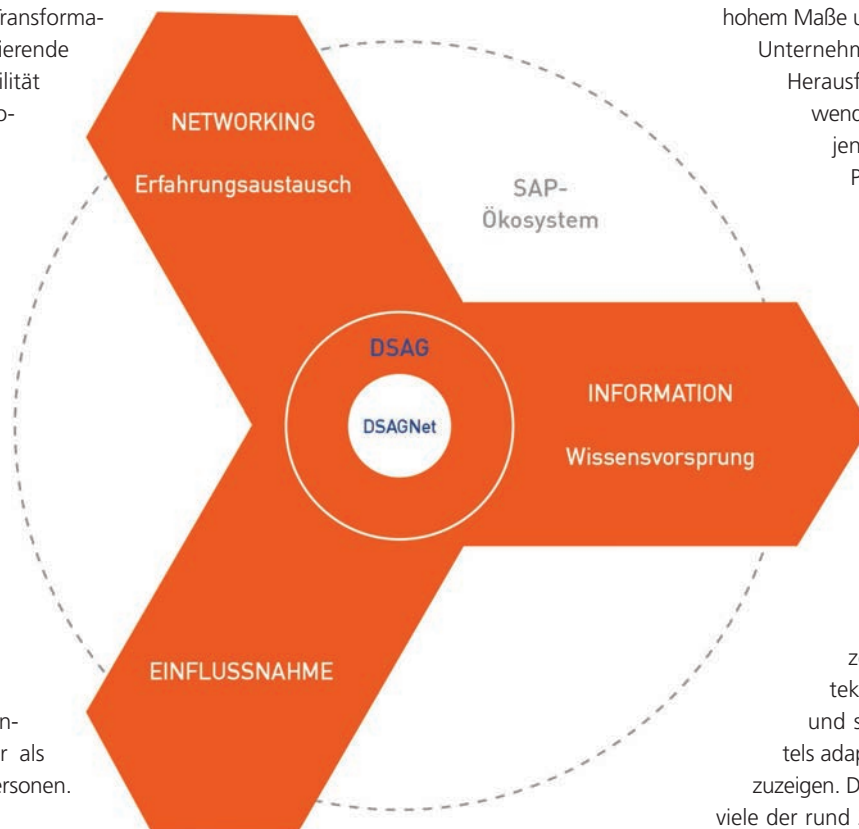 Transforma-
ierende
ilität
o-
n-
r als
ersonen.
NETWORKING
Erfahrungsaustausch
SAP-
Ökosystem
DSAG
DSAGNet
INFORMATION
Wissensvorsprung
EINFLUSSNAHME
hohem Maße u
Unternehm
Herausf
wend
jen
P
z
tek
und s
tels adap
zuzeigen. D
viele der rund